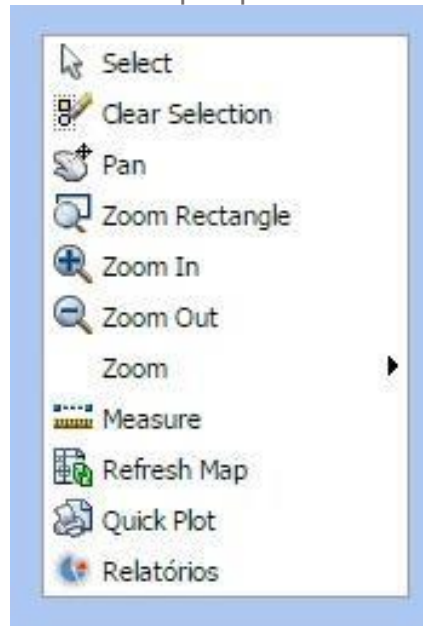 Select
Clear Selection
Pan
Zoom Rectangle
Zoom In
Zoom Out
Zoom
Measure
Refresh Map
Quick Plot
Relatórios